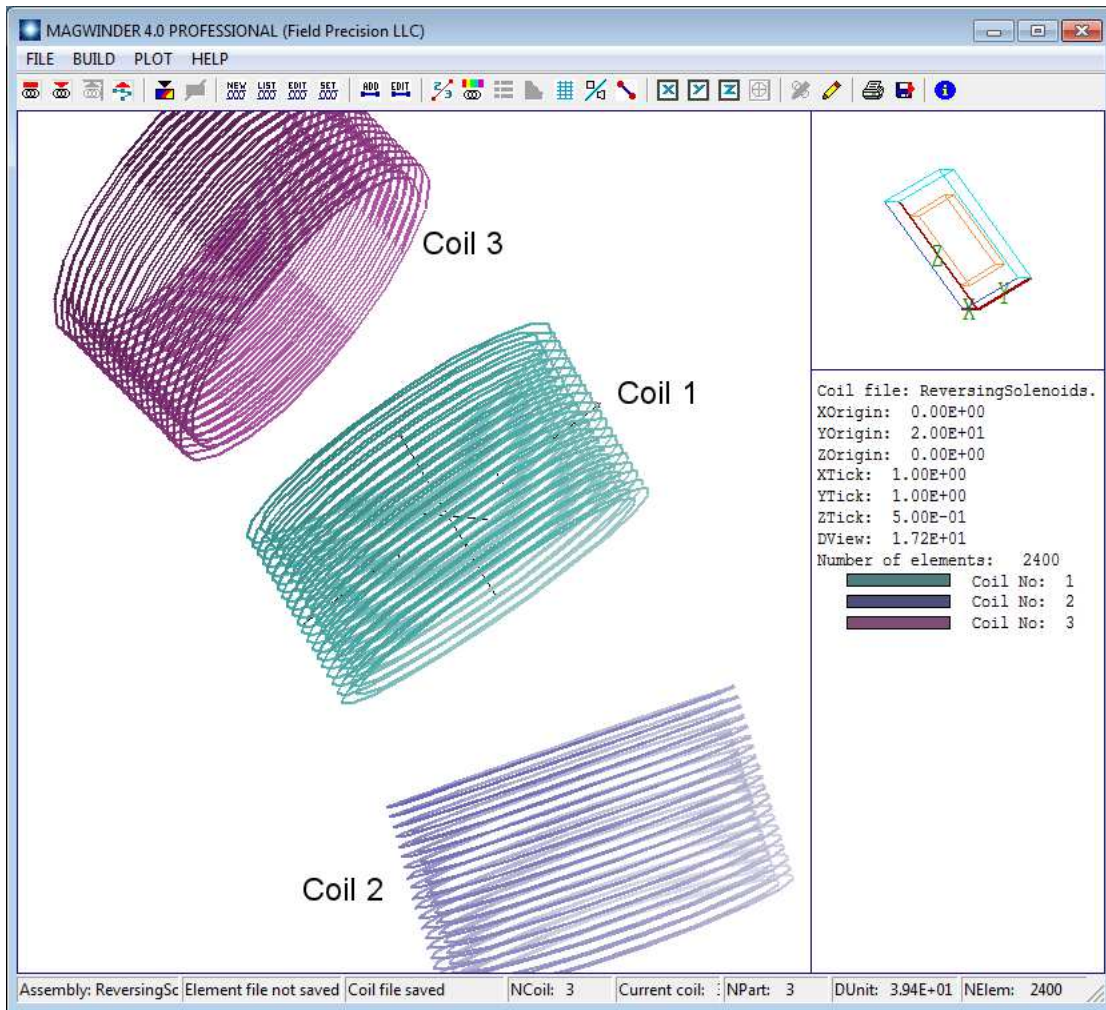 MAGWINDER 4.0 PROFESSIONAL (Field Precision LLC)
FILE BUILD PLOT HELP
NEW LIST EDIT SET ADD EDIT X Y Z
Coil 3
Coil 1
Coil 2
Z
X Y
Coil file: ReversingSolenoids.
XOrigin: 0.00E+00
YOrigin: 2.00E+01
ZOrigin: 0.00E+00
XTick: 1.00E+00
YTick: 1.00E+00
ZTick: 5.00E-01
DView: 1.72E+01
Number of elements: 2400
Coil No: 1
Coil No: 2
Coil No: 3
Assembly: ReversingSc Element file not saved Coil file saved NCoil: 3 Current coil: NPart: 3 DUnit: 3.94E+01 NElem: 2400